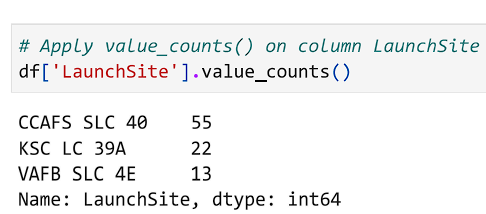 # Apply value_counts() on column LaunchSite
df['LaunchSite'].value_counts()
CCAFS SLC 40    55
KSC LC 39A      22
VAFB SLC 4E     13
Name: LaunchSite, dtype: int64